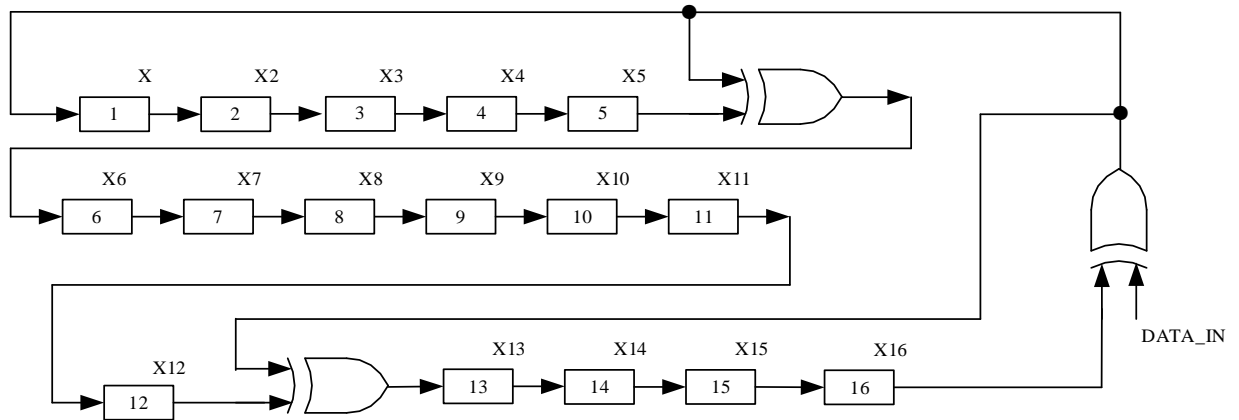 X X2 X3 X4 X5
1 2 3 4 5
X6 X7 X8 X9 X10 X11
6 7 8 9 10 11
DATA_IN
X12 X13 X14 X15 X16
12 13 14 15 16